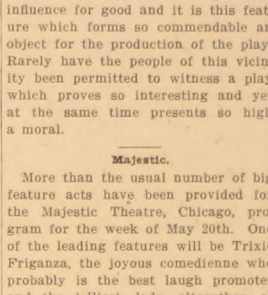 influence for good and it is this feat
ure which forms so commendable an
object for the production of the play
Rarely have the people of this vicin
ity been permitted to witness a play
which proves so interesting and ye
at the same time presents so high
a moral.
Majestic.
More than the usual number of big
feature acts have been provided fo
the Majestic Theatre, Chicago, pro
gram for the week of May 20th. One
of the leading features will be Trixi
Friganza, the joyous comedienne who
probably is the best laugh promote